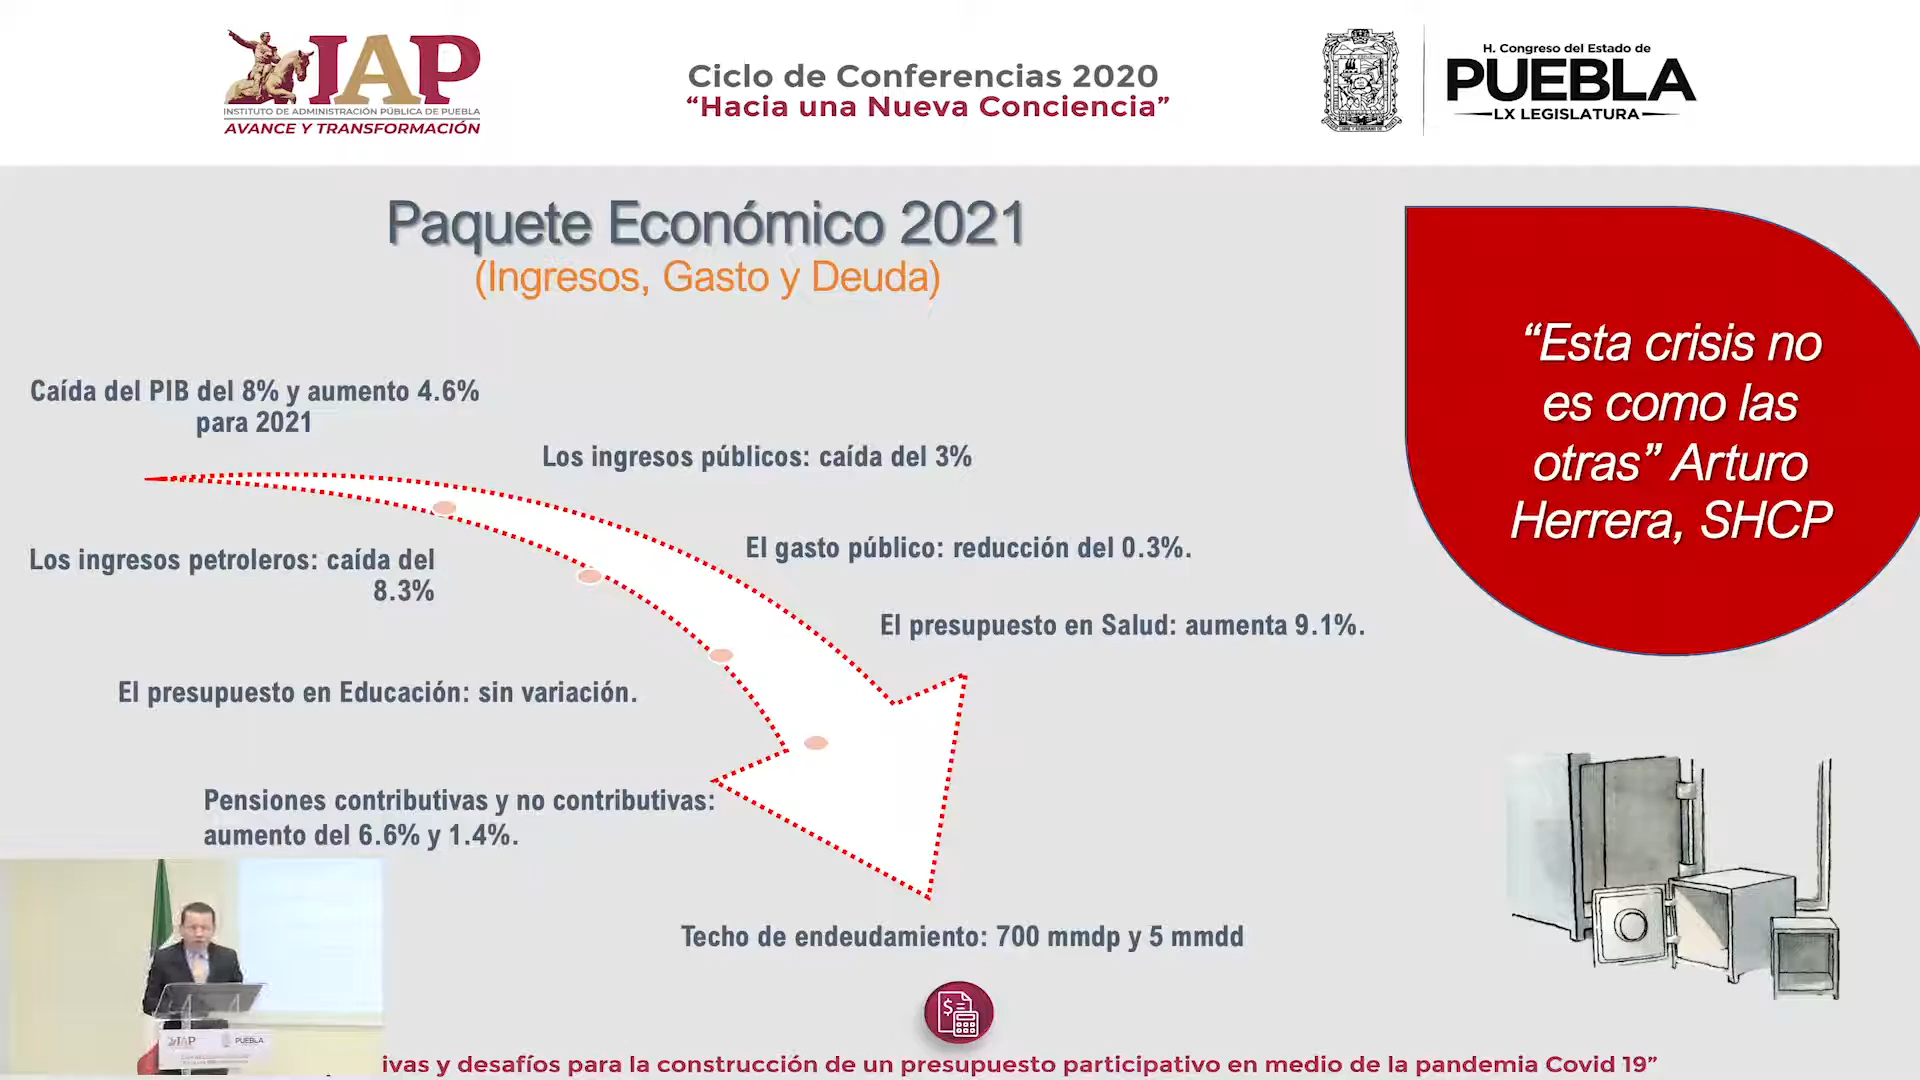 IAP
INSTITUTO DE ADMINISTRACIÓN PÚBLICA DE PUEBLA
AVANCE Y TRANSFORMACIÓN
Ciclo de Conferencias 2020
“Hacia una Nueva Conciencia”
H. Congreso del Estado de
PUEBLA
LX LEGISLATURA
Paquete Económico 2021
(Ingresos, Gasto y Deuda)
“Esta crisis no
es como las
otras” Arturo
Herrera, SHCP
Caída del PIB del 8% y aumento 4.6%
para 2021
Los ingresos públicos: caída del 3%
Los ingresos petroleros: caída del
8.3%
El gasto público: reducción del 0.3%.
El presupuesto en Salud: aumenta 9.1%.
El presupuesto en Educación: sin variación.
Pensiones contributivas y no contributivas:
aumento del 6.6% y 1.4%.
Techo de endeudamiento: 700 mmdp y 5 mmdd
$
IAP
PUEBLA
ivas y desafíos para la construcción de un presupuesto participativo en medio de la pandemia Covid 19”